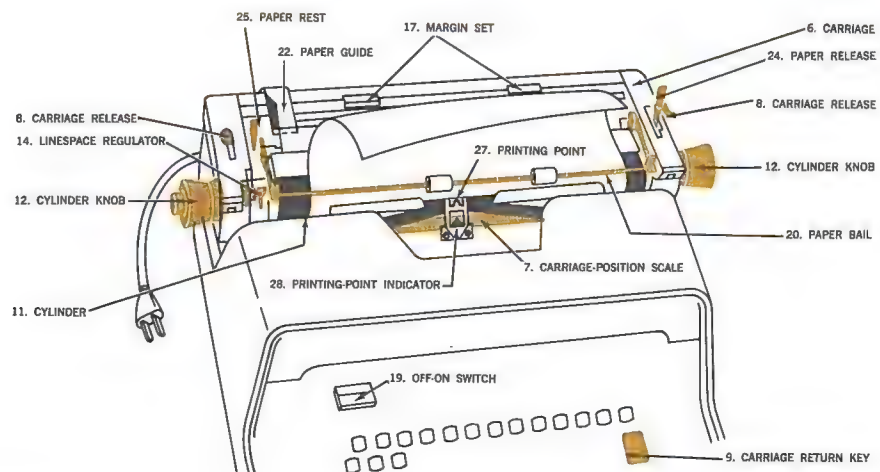 25. PAPER REST
17. MARGIN SET
6. CARRIAGE
22. PAPER GUIDE
24. PAPER RELEASE
6. CARRIAGE RELEASE
8. CARRIAGE RELEASE
14. LINESPACE REGULATOR
27. PRINTING POINT
12. CYLINDER KNOB
12. CYLINDER KNOB
20. PAPER BAIL
7. CARRIAGE-POSITION SCALE
28. PRINTING-POINT INDICATOR
11. CYLINDER
19. OFF-ON SWITCH
9. CARRIAGE RETURN KEY